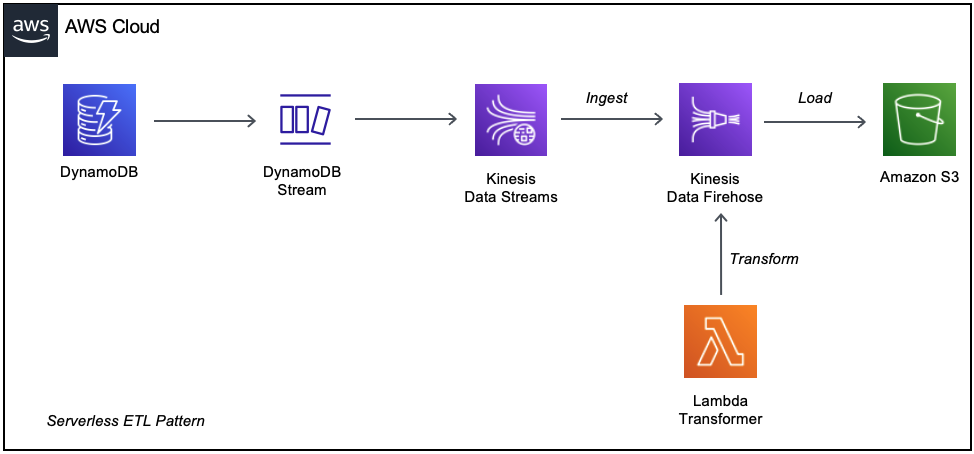 aws
AWS Cloud
Ingest
Load
DynamoDB
DynamoDB
Stream
Kinesis
Data Streams
Kinesis
Data Firehose
Amazon S3
Transform
Lambda
Transformer
Serverless ETL Pattern